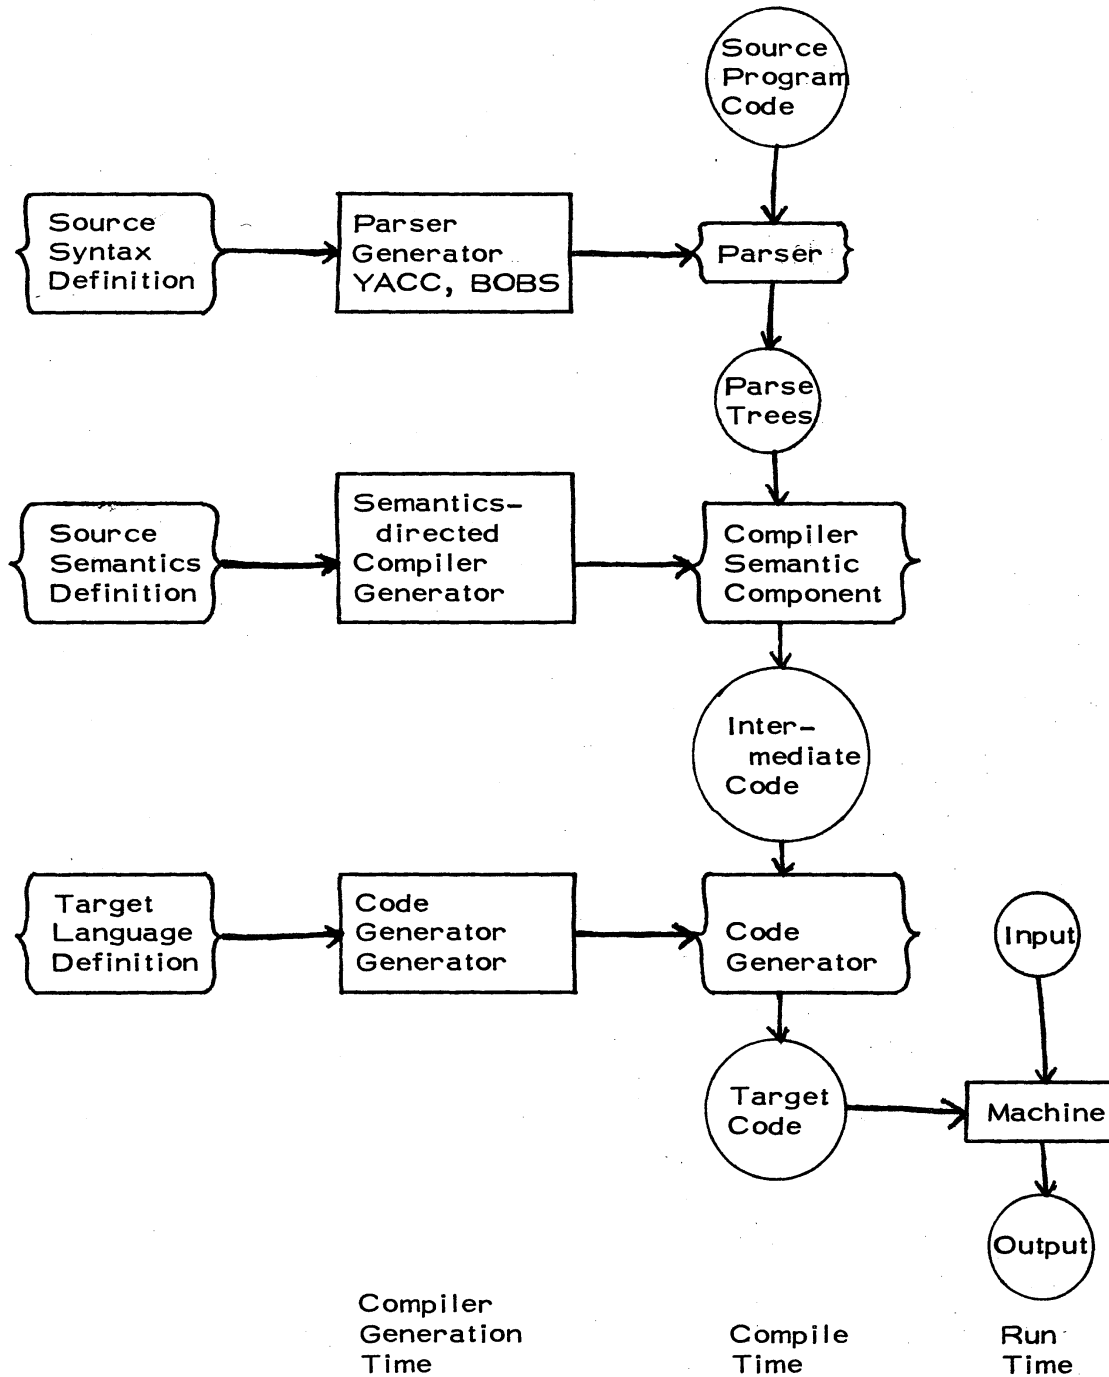 Source
Program
Code
Source
Syntax
Definition
Parser
Generator
YACC, BOBS
Parser
Parse
Trees
Source
Semantics
Definition
Semantics-
directed
Compiler
Generator
Compiler
Semantic
Component
Inter-
mediate
Code
Target
Language
Definition
Code
Generator
Generator
Code
Generator
Input
Target
Code
Machine
Output
Compiler
Generation
Time
Compile
Time
Run
Time